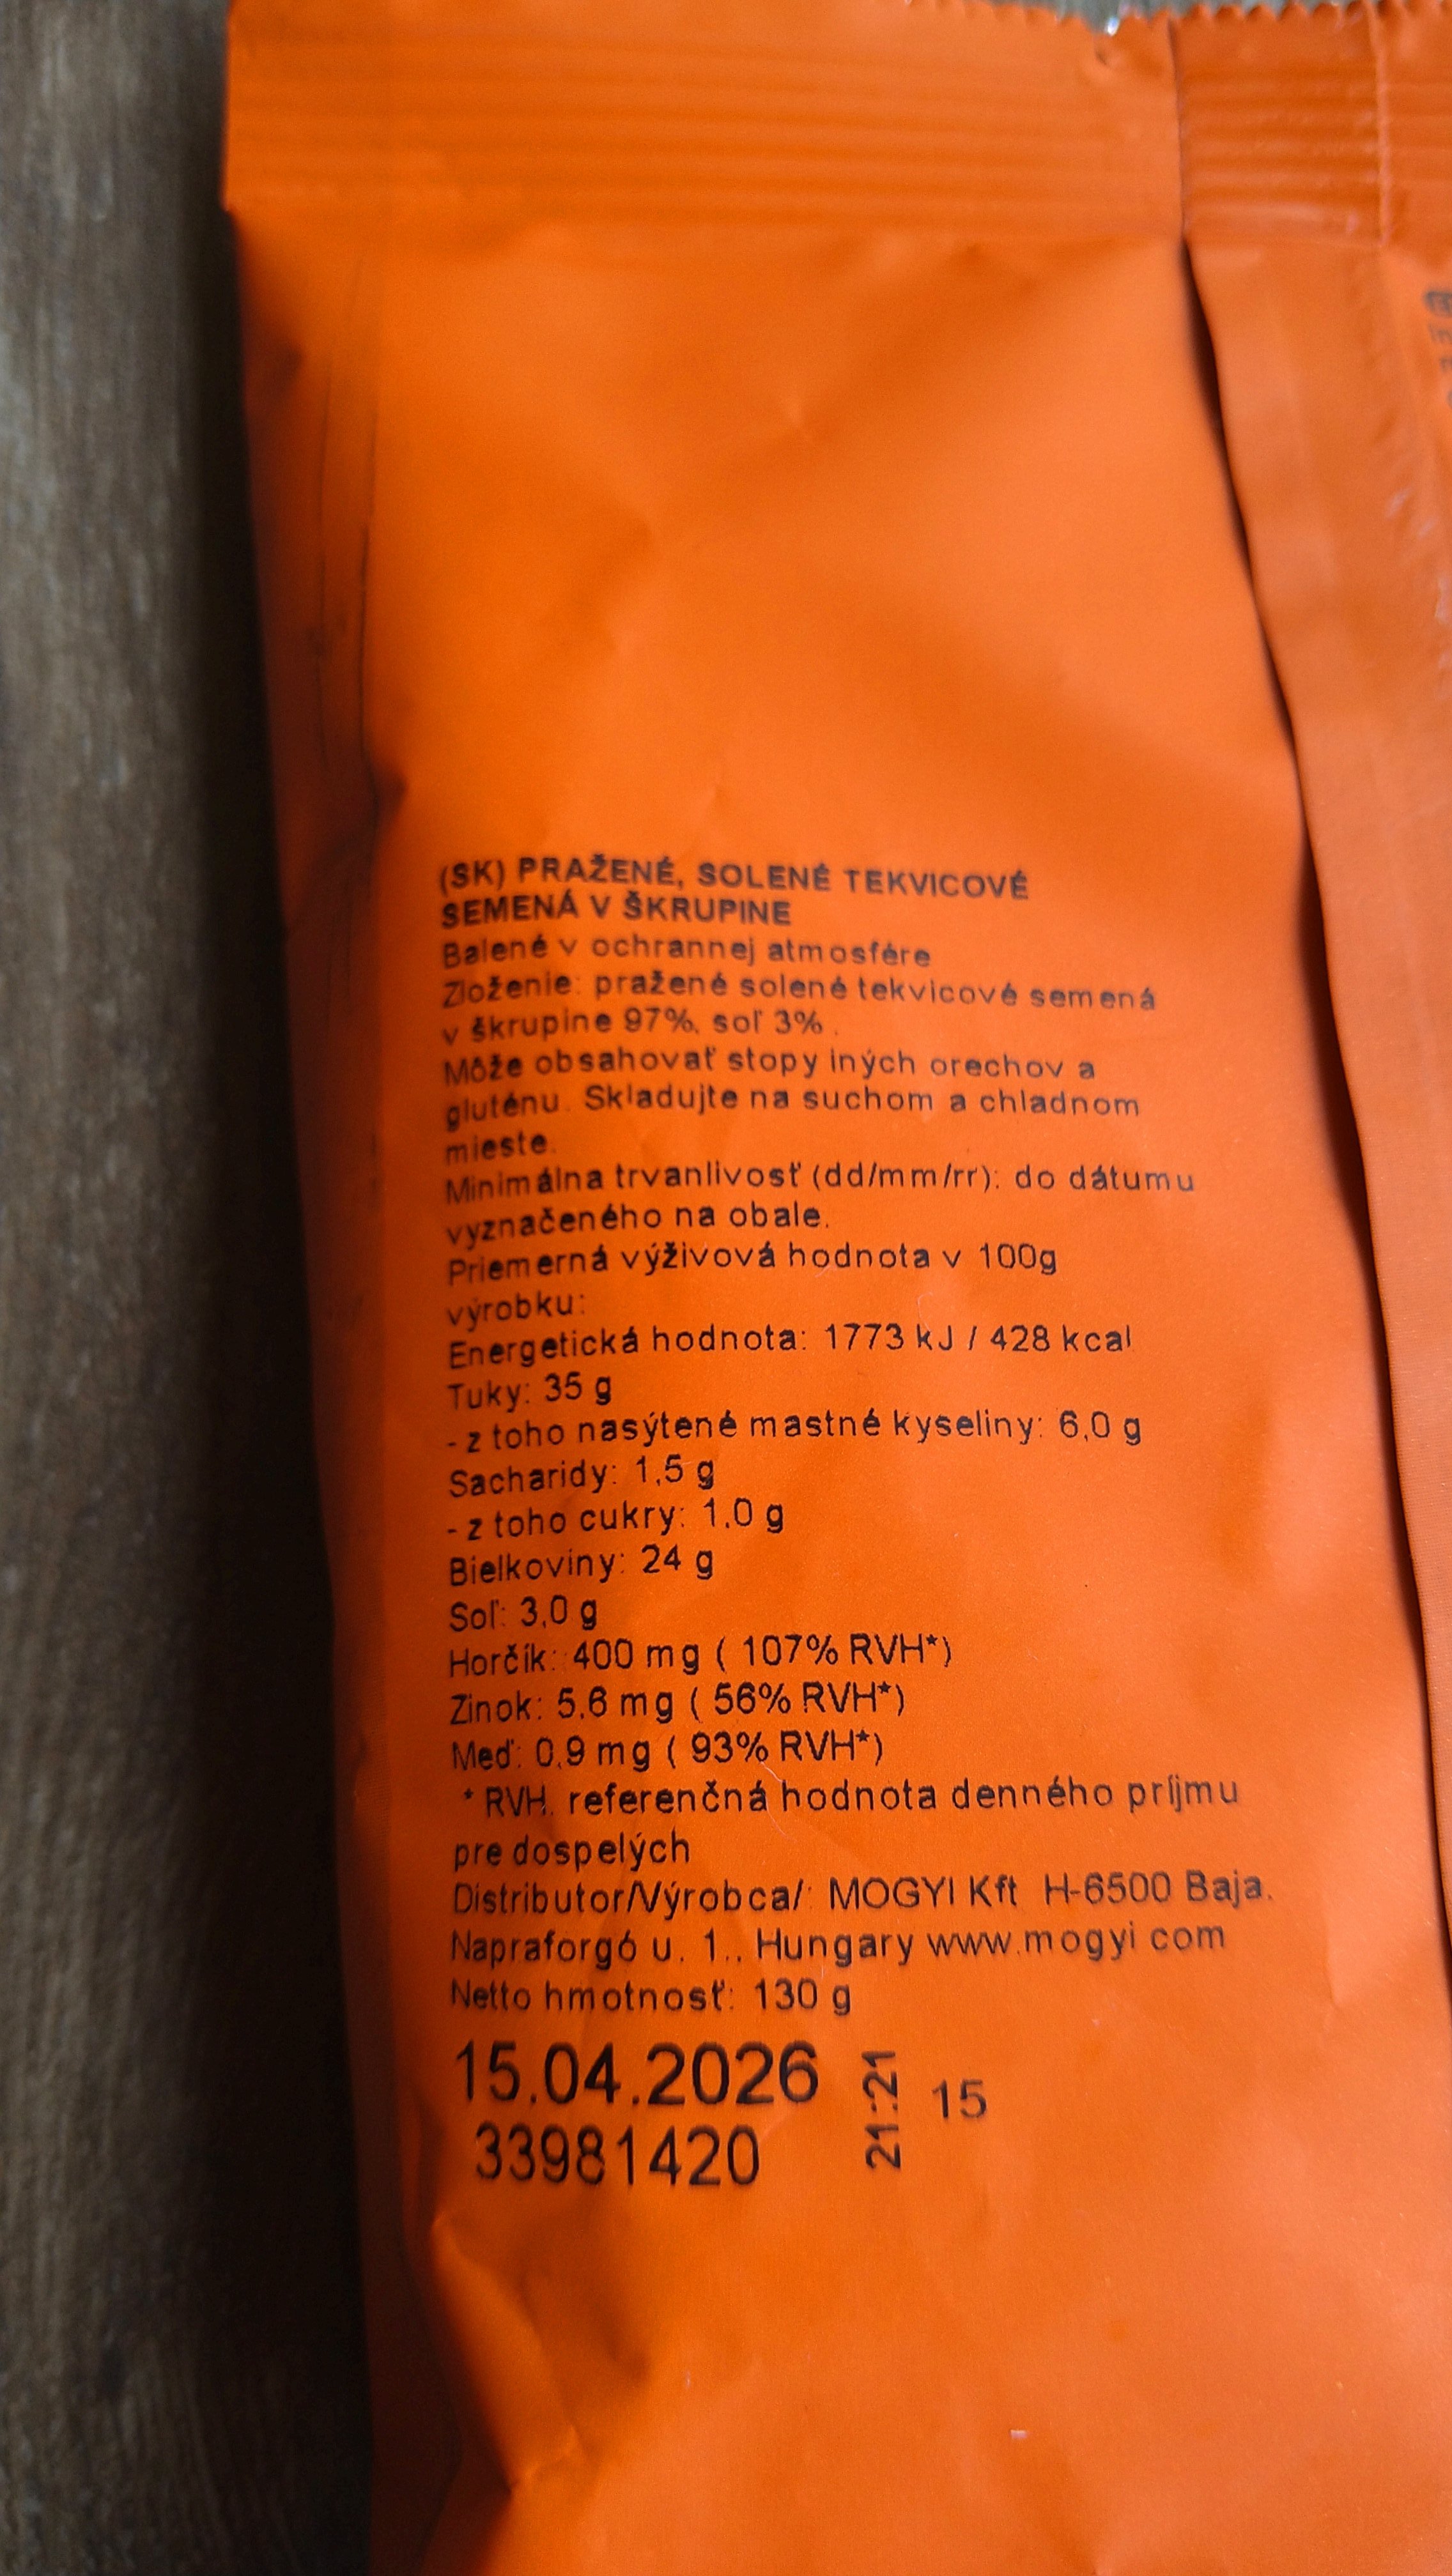 (SK) PRAŽENÉ, SOLENÉ TEKVICOVÉ
SEMENÁ V ŠKRUPINE
Balené v ochrannej atmosfére
Zloženie: pražené solené tekvicové semená
v škrupine 97%, soľ 3% .
Môže obsahovať stopy iných orechov a
gluténu. Skladujte na suchom a chladnom
mieste.
Minimálna trvanlivosť (dd/mm/rr): do dátumu
vyznačeného na obale.
Priemerná výživová hodnota v 100g
výrobku:
Energetická hodnota: 1773 kJ / 428 kcal
Tuky: 35 g
- z toho nasýtené mastné kyseliny: 6,0 g
Sacharidy: 1,5 g
- z toho cukry: 1,0 g
Bielkoviny: 24 g
Soľ: 3,0 g
Horčík: 400 mg ( 107% RVH*)
Zinok: 5,6 mg ( 56% RVH*)
Meď: 0,9 mg ( 93% RVH*)
* RVH. referenčná hodnota denného príjmu
pre dospelých
Distributor/Výrobca/: MOGYI Kft H-6500 Baja,
Napraforgó u. 1., Hungary www.mogyi.com
Netto hmotnosť: 130 g
15.04.2026 21:21 15
33981420